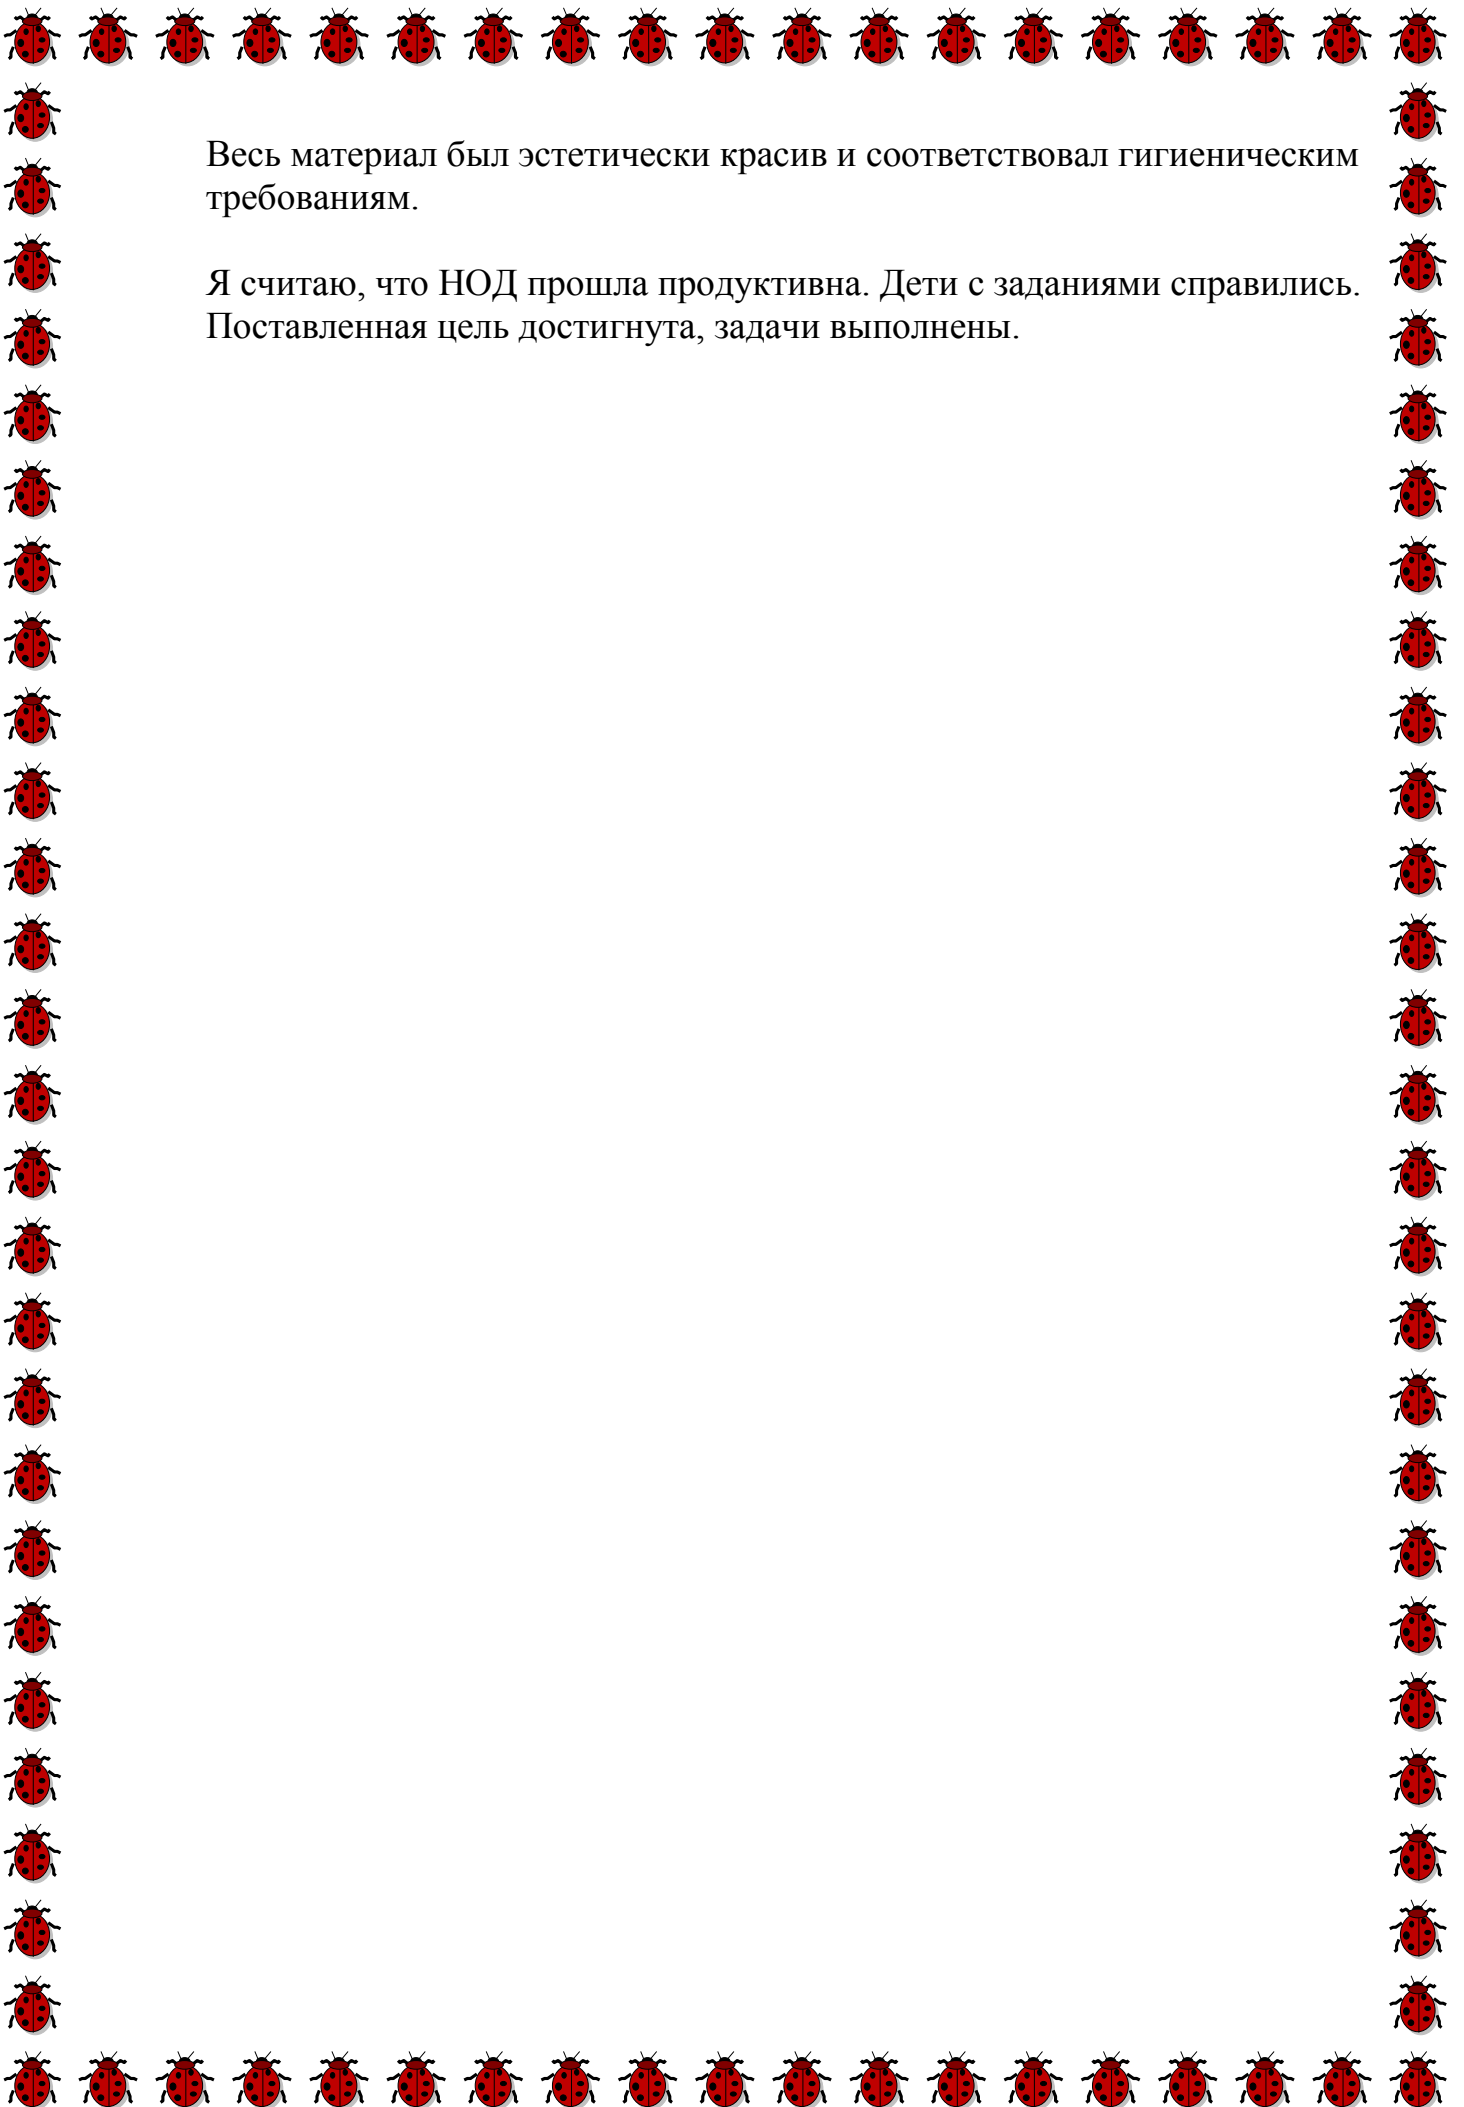 Весь материал был эстетически красив и соответствовал гигиеническим
требованиям.
Я считаю, что НОД прошла продуктивна. Дети с заданиями справились.
Поставленная цель достигнута, задачи выполнены.